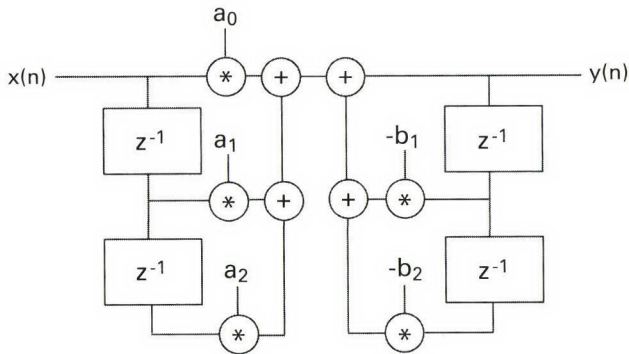 a₀
x(n) * + + y(n)
z⁻¹ a₁ -b₁ z⁻¹
* + + *
z⁻¹ a₂ -b₂ z⁻¹
* *